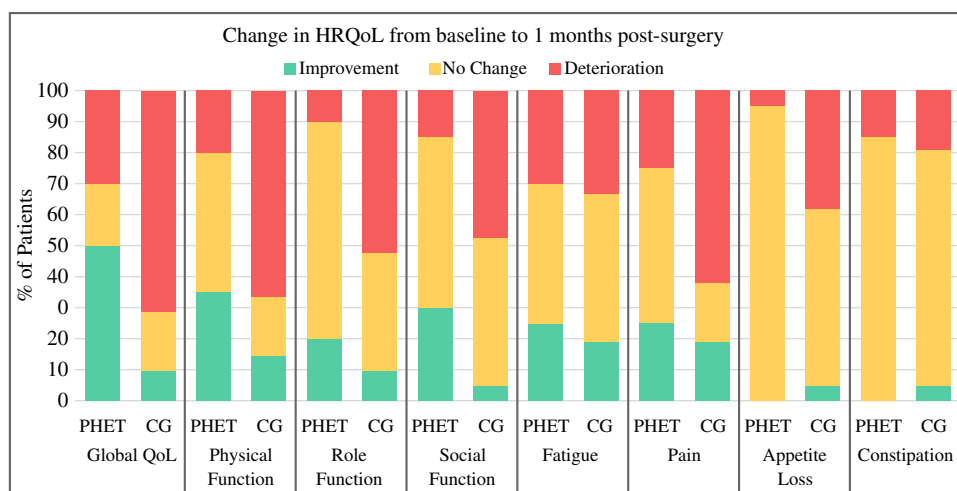 Change in HRQoL from baseline to 1 months post-surgery
Improvement No Change Deterioration
% of Patients
100
90
80
70
60
50
40
0
20
10
0
PHET CG PHET CG PHET CG PHET CG PHET CG PHET CG PHET CG PHET CG
Global QoL Physical Role Social Fatigue Pain Appetite Constipation
Function Function Function Loss